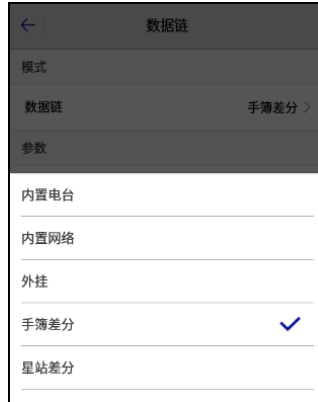 数据链
模式
数据链 手簿差分
参数
内置电台
内置网络
外挂
手簿差分
星站差分